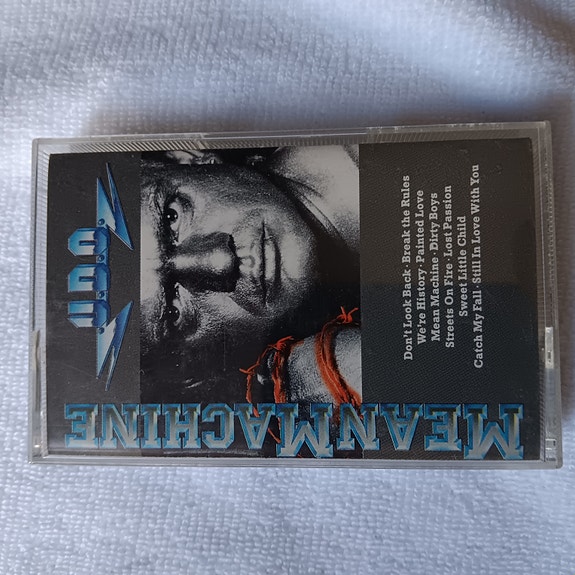 U.D.O.
Don't Look Back · Break the Rules
We're History · Painted Love
Mean Machine · Dirty Boys
Streets On Fire · Lost Passion
Sweet Little Child
Catch My Fall · Still In Love With You
MEAN MACHINE